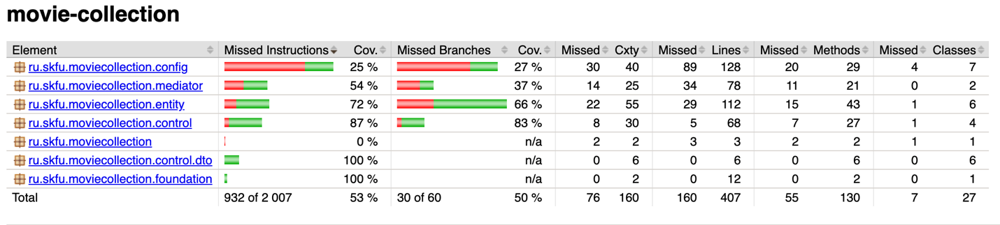 movie-collection
Element Missed Instructions Cov. Missed Branches Cov. Missed Cxty Missed Lines Missed Methods Missed Classes
ru.skfu.moviecollection.config 25 % 27 % 30 40 89 128 20 29 4 7
ru.skfu.moviecollection.mediator 54 % 37 % 14 25 34 78 11 21 0 2
ru.skfu.moviecollection.entity 72 % 66 % 22 55 29 112 15 43 1 6
ru.skfu.moviecollection.control 87 % 83 % 8 30 5 68 7 27 1 4
ru.skfu.moviecollection 0 % n/a 2 2 3 3 2 2 1 1
ru.skfu.moviecollection.control.dto 100 % n/a 0 6 0 6 0 6 0 6
ru.skfu.moviecollection.foundation 100 % n/a 0 2 0 12 0 2 0 1
Total 932 of 2 007 53 % 30 of 60 50 % 76 160 160 407 55 130 7 27